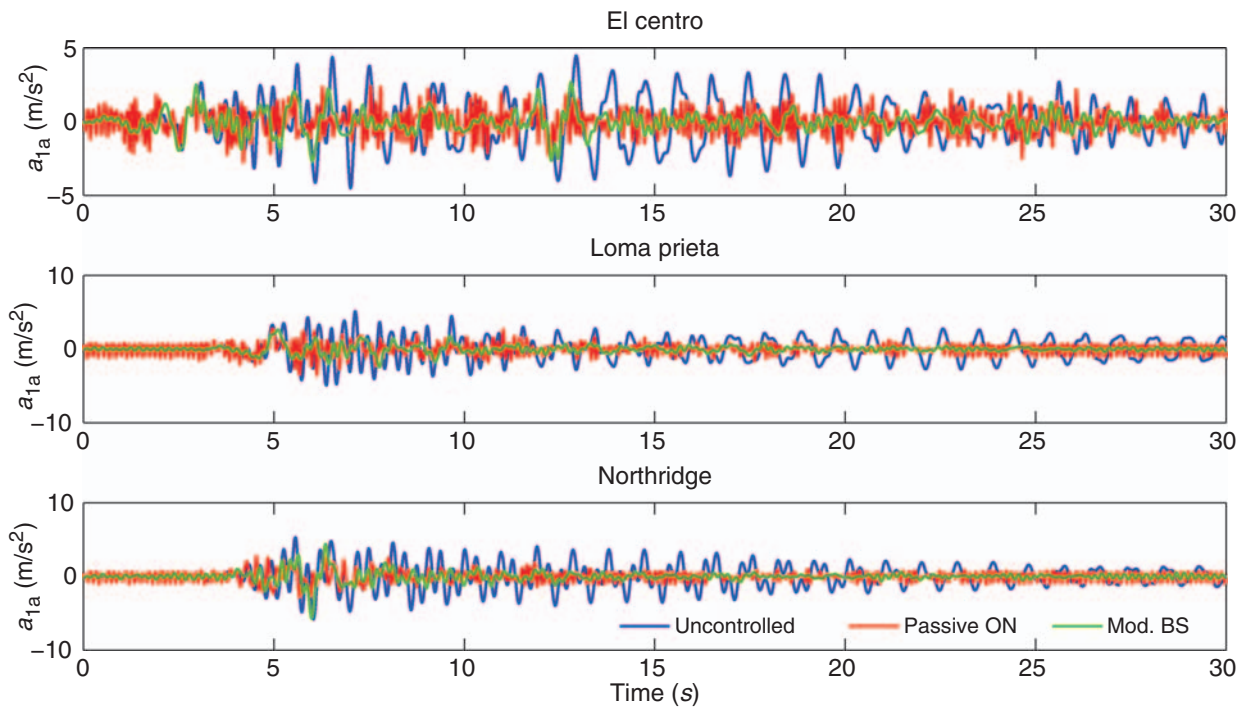 El centro
a1a (m/s2)
5
0
−5
0 5 10 15 20 25 30
Loma prieta
a1a (m/s2)
10
0
−10
0 5 10 15 20 25 30
Northridge
a1a (m/s2)
10
0
−10
Uncontrolled Passive ON Mod. BS
0 5 10 15 20 25 30
Time (s)